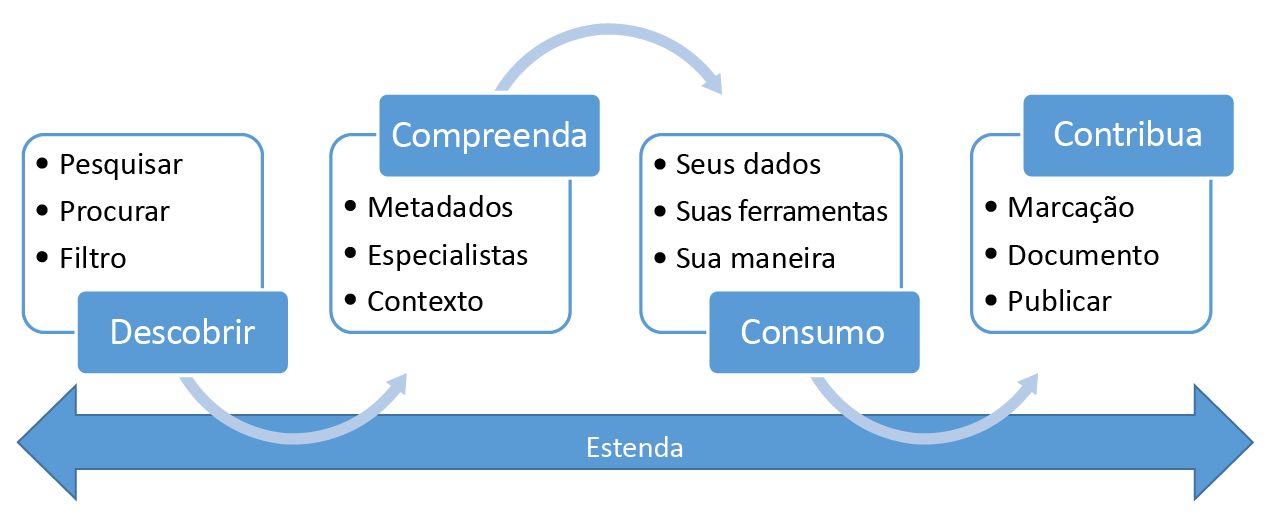 • Pesquisar
• Procurar
• Filtro
Descobrir
Compreenda
• Metadados
• Especialistas
• Contexto
• Seus dados
• Suas ferramentas
• Sua maneira
Consumo
Contribua
• Marcação
• Documento
• Publicar
Estenda